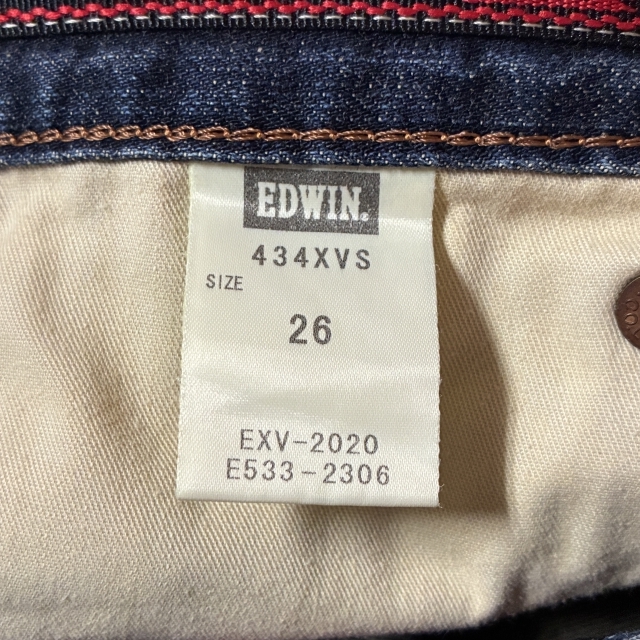 EDWIN.
434XVS
SIZE
26
EXV-2020
E533-2306